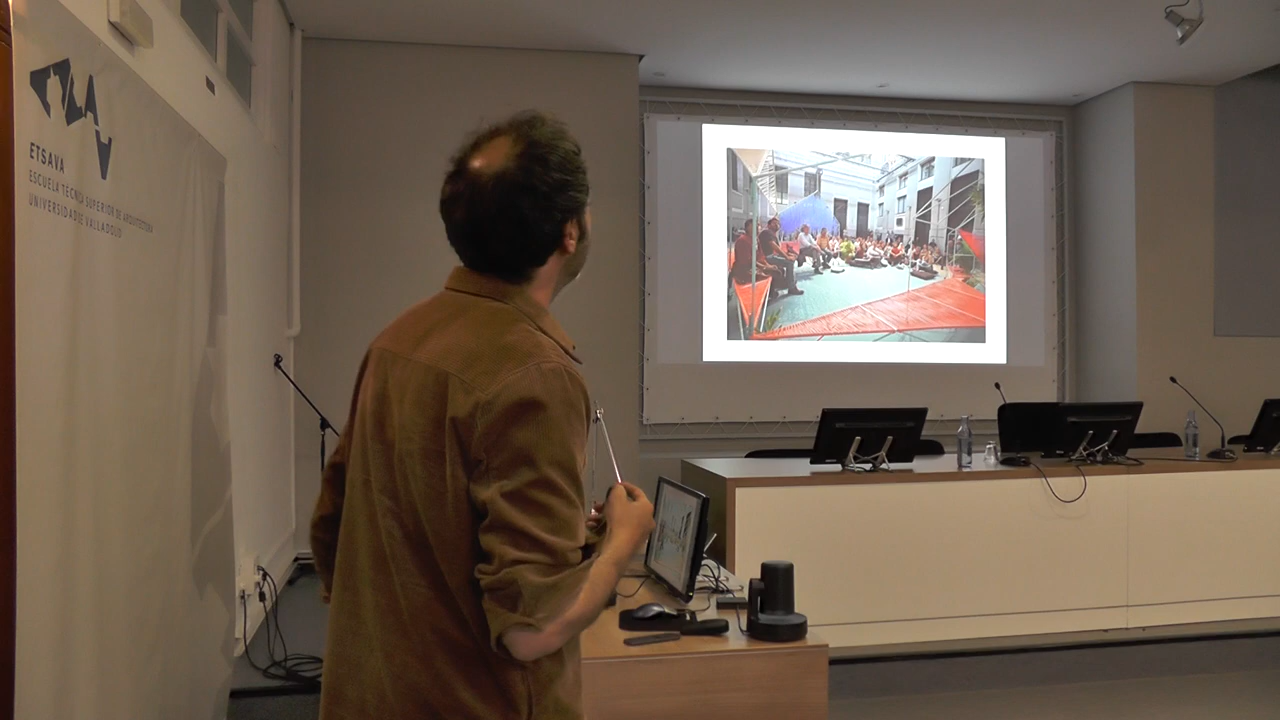 ETSAVA
ESCUELA TÉCNICA SUPERIOR DE ARQUITECTURA
UNIVERSIDAD DE VALLADOLID